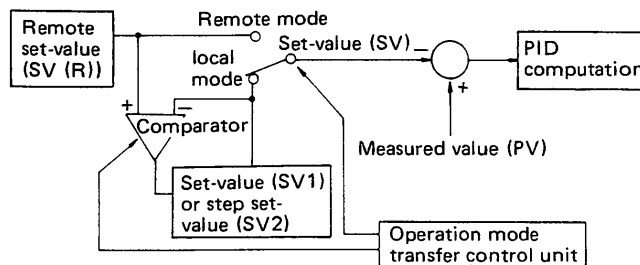 Remote
set-value
(SV (R))
Remote mode
local
mode
Set-value (SV)
−
+
PID
computation
+
−
Comparator
Measured value (PV)
Set-value (SV1)
or step set-
value (SV2)
Operation mode
transfer control unit